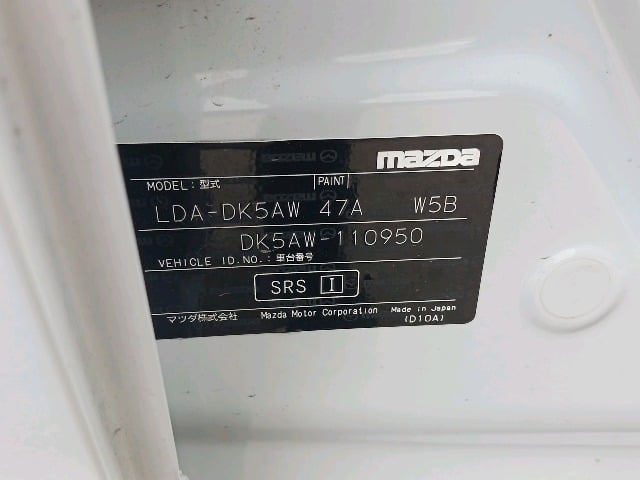 mazda
MODEL: 型式 PAINT
LDA-DK5AW 47A W5B
DK5AW-110950
VEHICLE ID.NO.: 車台番号
SRS I
マツダ株式会社 Mazda Motor Corporation Made in Japan
(D10A)